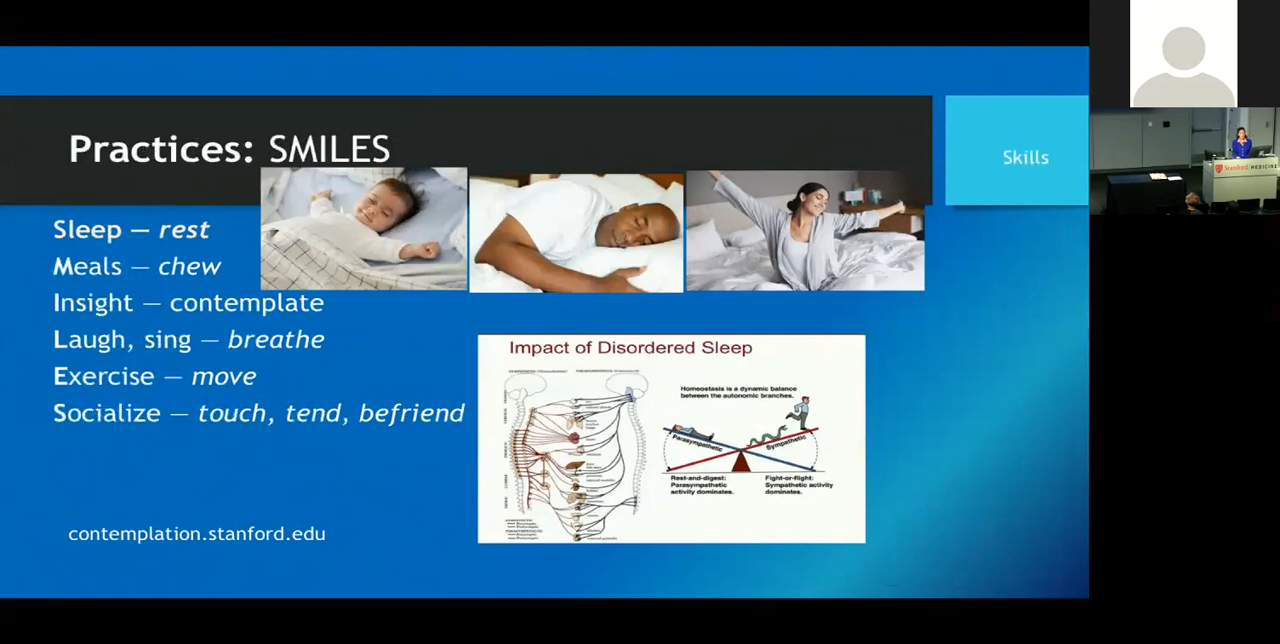 Practices: SMILES
Skills
Sleep — rest
Meals — chew
Insight — contemplate
Laugh, sing — breathe
Exercise — move
Socialize — touch, tend, befriend
contemplation.stanford.edu
Impact of Disordered Sleep
Homeostasis is a dynamic balance
between the autonomic branches.
Parasympathetic
Sympathetic
Rest-and-digest:
Parasympathetic
activity dominates.
Fight-or-flight:
Sympathetic activity
dominates.
Stanford MEDICINE